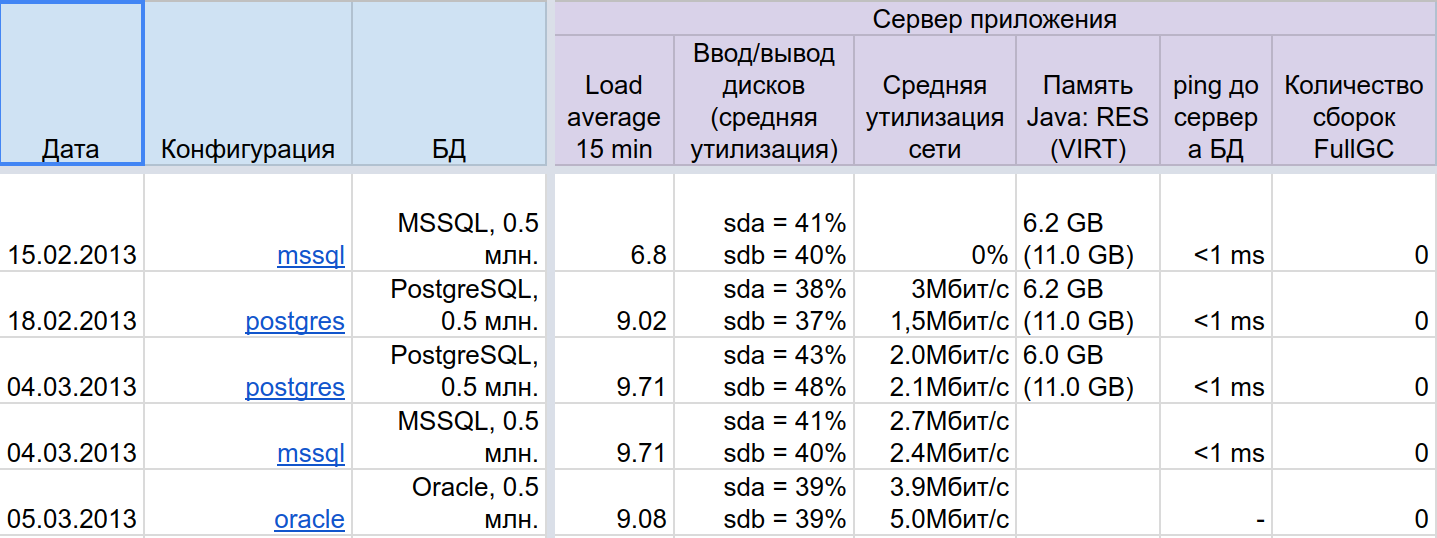 Сервер приложения
Дата
Конфигурация
БД
Load
average
15 min
Ввод/вывод
дисков
(средняя
утилизация)
Средняя
утилизация
сети
Память
Java: RES
(VIRT)
ping до
сервер
а БД
Количество
сборок
FullGC
15.02.2013
mssql
MSSQL, 0.5
млн.
6.8
sda = 41%
sdb = 40%
0%
6.2 GB
(11.0 GB)
<1 ms
0
18.02.2013
postgres
PostgreSQL,
0.5 млн.
9.02
sda = 38%
sdb = 37%
3Мбит/с
1,5Мбит/с
6.2 GB
(11.0 GB)
<1 ms
0
04.03.2013
postgres
PostgreSQL,
0.5 млн.
9.71
sda = 43%
sdb = 48%
2.0Мбит/с
2.1Мбит/с
6.0 GB
(11.0 GB)
<1 ms
0
04.03.2013
mssql
MSSQL, 0.5
млн.
9.71
sda = 41%
sdb = 40%
2.7Мбит/с
2.4Мбит/с
<1 ms
0
05.03.2013
oracle
Oracle, 0.5
млн.
9.08
sda = 39%
sdb = 39%
3.9Мбит/с
5.0Мбит/с
-
0